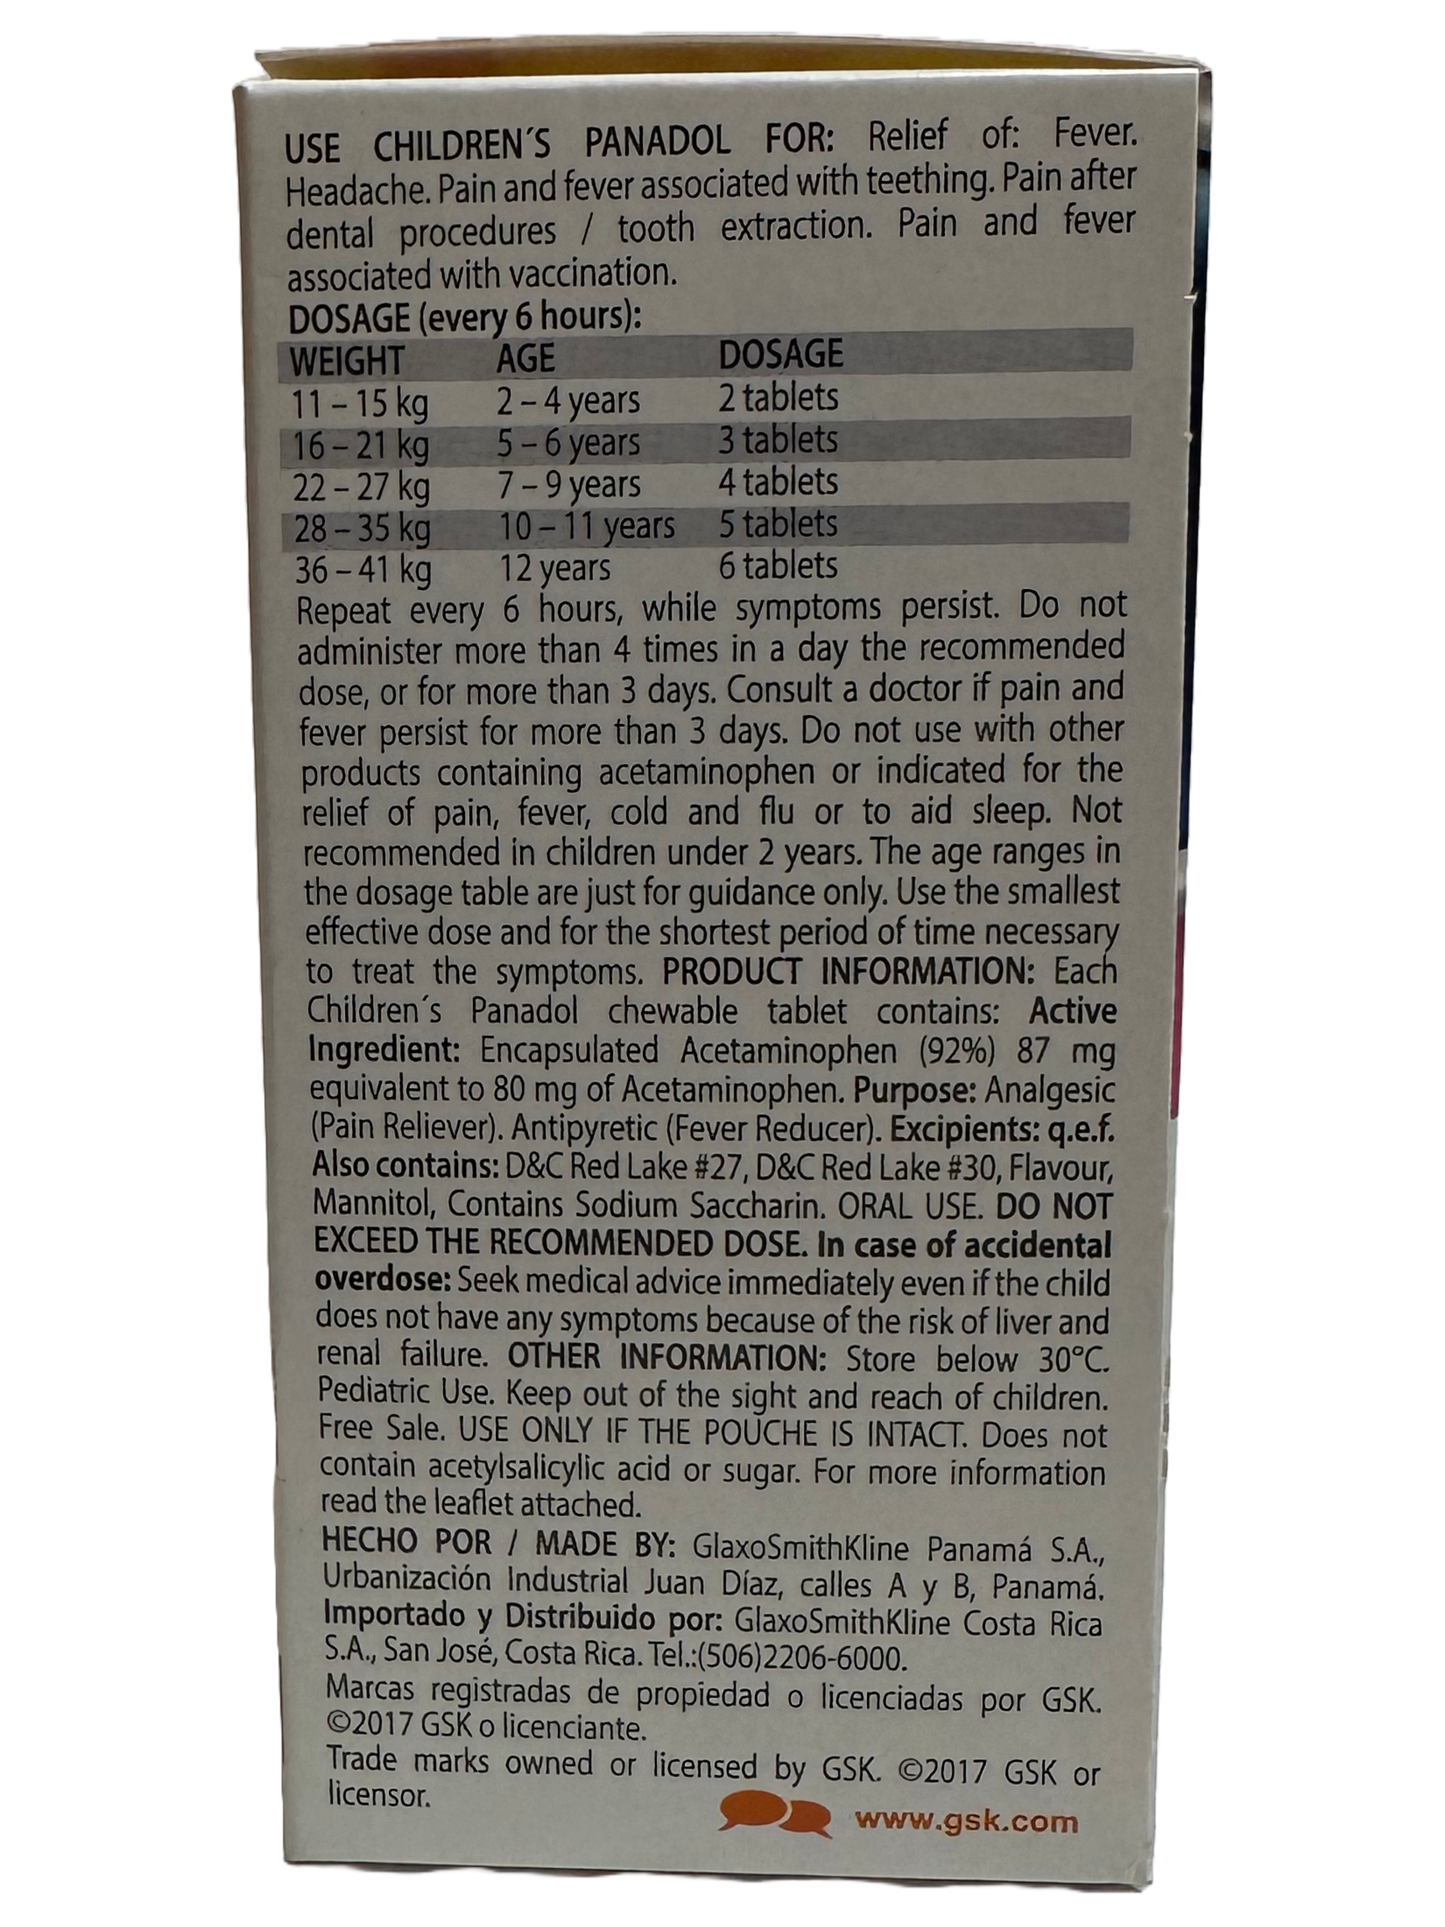 USE CHILDREN´S PANADOL FOR: Relief of: Fever.
Headache. Pain and fever associated with teething. Pain after
dental procedures / tooth extraction. Pain and fever
associated with vaccination.
DOSAGE (every 6 hours):
WEIGHT AGE DOSAGE
11 – 15 kg 2 – 4 years 2 tablets
16 – 21 kg 5 – 6 years 3 tablets
22 – 27 kg 7 – 9 years 4 tablets
28 – 35 kg 10 – 11 years 5 tablets
36 – 41 kg 12 years 6 tablets
Repeat every 6 hours, while symptoms persist. Do not
administer more than 4 times in a day the recommended
dose, or for more than 3 days. Consult a doctor if pain and
fever persist for more than 3 days. Do not use with other
products containing acetaminophen or indicated for the
relief of pain, fever, cold and flu or to aid sleep. Not
recommended in children under 2 years. The age ranges in
the dosage table are just for guidance only. Use the smallest
effective dose and for the shortest period of time necessary
to treat the symptoms. PRODUCT INFORMATION: Each
Children´s Panadol chewable tablet contains: Active
Ingredient: Encapsulated Acetaminophen (92%) 87 mg
equivalent to 80 mg of Acetaminophen. Purpose: Analgesic
(Pain Reliever). Antipyretic (Fever Reducer). Excipients: q.e.f.
Also contains: D&C Red Lake #27, D&C Red Lake #30, Flavour,
Mannitol, Contains Sodium Saccharin. ORAL USE. DO NOT
EXCEED THE RECOMMENDED DOSE. In case of accidental
overdose: Seek medical advice immediately even if the child
does not have any symptoms because of the risk of liver and
renal failure. OTHER INFORMATION: Store below 30°C.
Pediatric Use. Keep out of the sight and reach of children.
Free Sale. USE ONLY IF THE POUCHE IS INTACT. Does not
contain acetylsalicylic acid or sugar. For more information
read the leaflet attached.
HECHO POR / MADE BY: GlaxoSmithKline Panamá S.A.,
Urbanización Industrial Juan Díaz, calles A y B, Panamá.
Importado y Distribuido por: GlaxoSmithKline Costa Rica
S.A., San José, Costa Rica. Tel.:(506)2206-6000.
Marcas registradas de propiedad o licenciadas por GSK.
©2017 GSK o licenciante.
Trade marks owned or licensed by GSK. ©2017 GSK or
licensor.
www.gsk.com